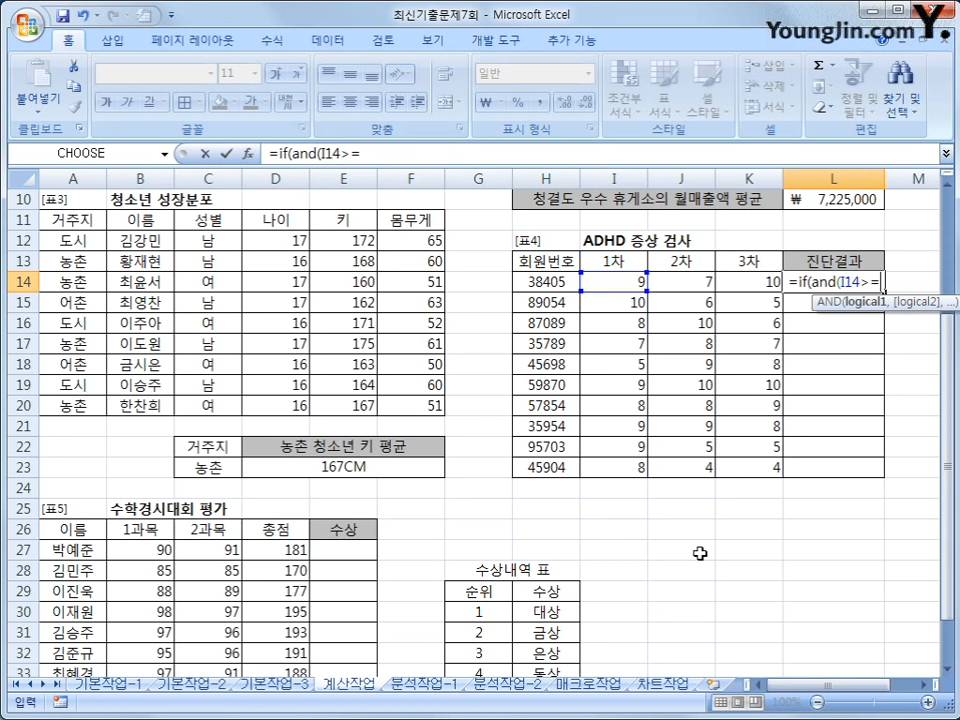 최신기출문제7회 - Microsoft Excel
YoungJin.com Y.
홈 삽입 페이지 레이아웃 수식 데이터 검토 보기 개발 도구 추가 기능
붙여넣기 11 가 가 가 가 가 일반 % , 조건부 서식 표 서식 셀 스타일 삽입 삭제 서식 Σ 정렬 및 필터 찾기 및 선택
클립보드 글꼴 맞춤 표시 형식 스타일 셀 편집
CHOOSE fx =if(and(I14>=
A B C D E F G H I J K L M
10 [표3] 청소년 성장분포 청결도 우수 휴게소의 월매출액 평균 ₩ 7,225,000
11 거주지 이름 성별 나이 키 몸무게
12 도시 김강민 남 17 172 65 [표4] ADHD 증상 검사
13 농촌 황재현 남 16 168 60 회원번호 1차 2차 3차 진단결과
14 농촌 최윤서 남 17 160 51 38405 9 7 10 =if(and(I14>=
AND(logical1, [logical2], ...)
15 어촌 최영찬 남 17 162 63 89054 10 6 5
16 도시 이주아 여 17 171 52 87089 8 10 6
17 농촌 이도원 남 17 175 61 35789 7 8 7
18 어촌 금시은 여 16 163 50 45698 5 9 8
19 도시 이승주 남 16 164 60 59870 9 10 10
20 농촌 한찬희 여 16 167 51 57854 8 8 9
21 35954 9 9 8
22 거주지 농촌 청소년 키 평균 95703 9 5 5
23 농촌 167CM 45904 8 4 4
24
25 [표5] 수학경시대회 평가
26 이름 1과목 2과목 총점 수상
27 박예준 90 91 181
28 김민주 85 85 170 수상내역 표
29 이진욱 88 89 177 순위 수상
30 이재원 98 97 195 1 대상
31 김승주 97 96 193 2 금상
32 김준규 95 96 191 3 은상
33 최혜경 97 91 188 4 동상
기본작업-1 기본작업-2 기본작업-3 계산작업 분석작업-1 분석작업-2 매크로작업 차트작업
입력 100%